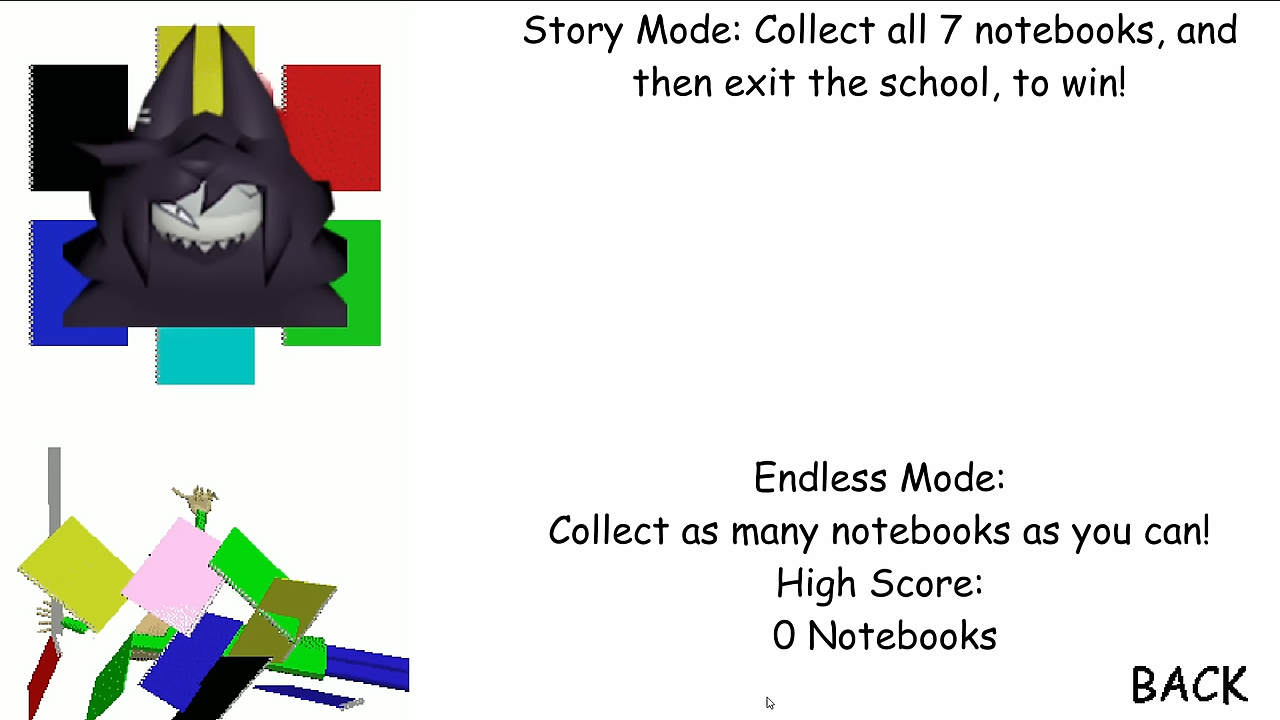 Story Mode: Collect all 7 notebooks, and
then exit the school, to win!
Endless Mode:
Collect as many notebooks as you can!
High Score:
0 Notebooks
BACK